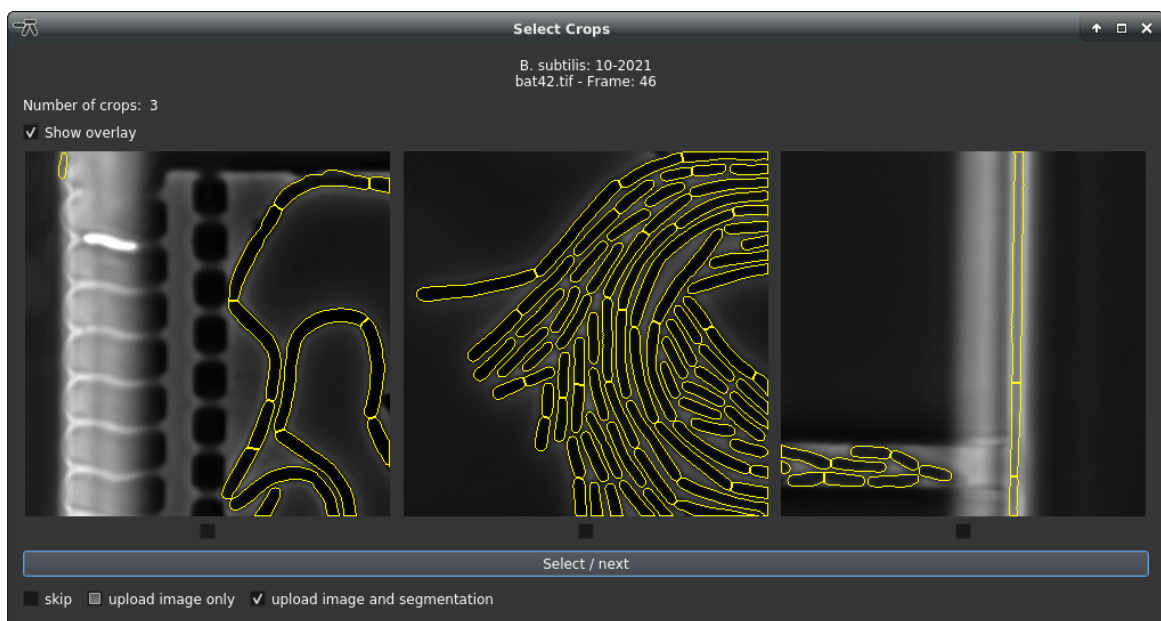 Select Crops
B. subtilis: 10-2021
bat42.tif - Frame: 46
Number of crops: 3
Show overlay
Select / next
skip upload image only upload image and segmentation